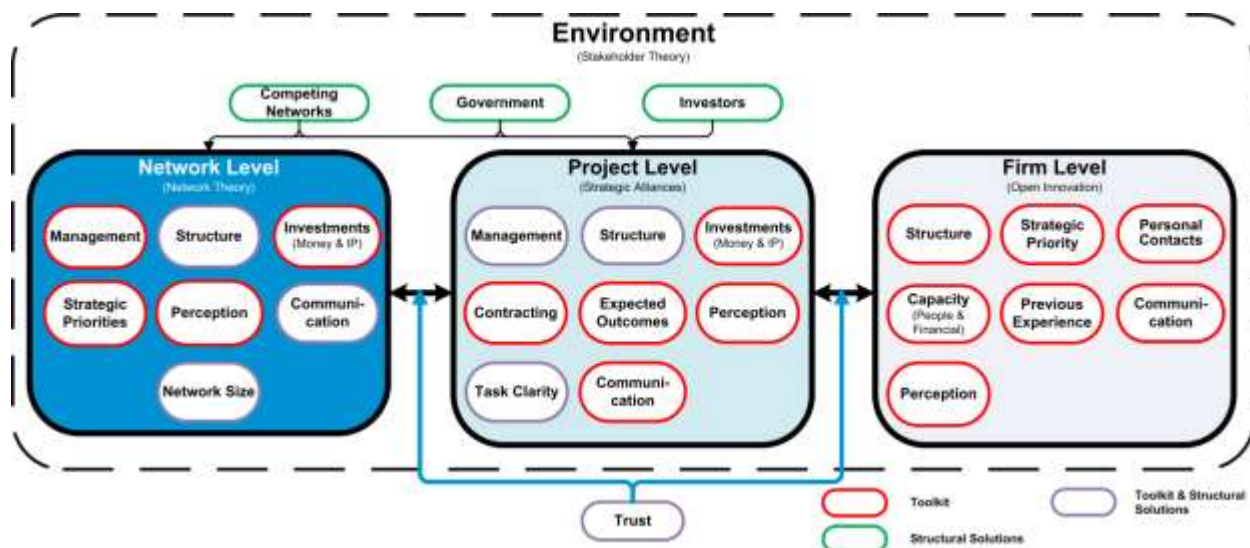 Environment
(Stakeholder Theory)
Competing
Networks
Government
Investors
Network Level
(Network Theory)
Management
Structure
Investments
(Money & IP)
Strategic
Priorities
Perception
Communi-
cation
Network Size
Project Level
(Strategic Alliances)
Management
Structure
Investments
(Money & IP)
Contracting
Expected
Outcomes
Perception
Task Clarity
Communi-
cation
Firm Level
(Open Innovation)
Structure
Strategic
Priority
Personal
Contacts
Capacity
(People &
Financial)
Previous
Experience
Communi-
cation
Perception
Trust
Toolkit
Toolkit & Structural
Solutions
Structural Solutions